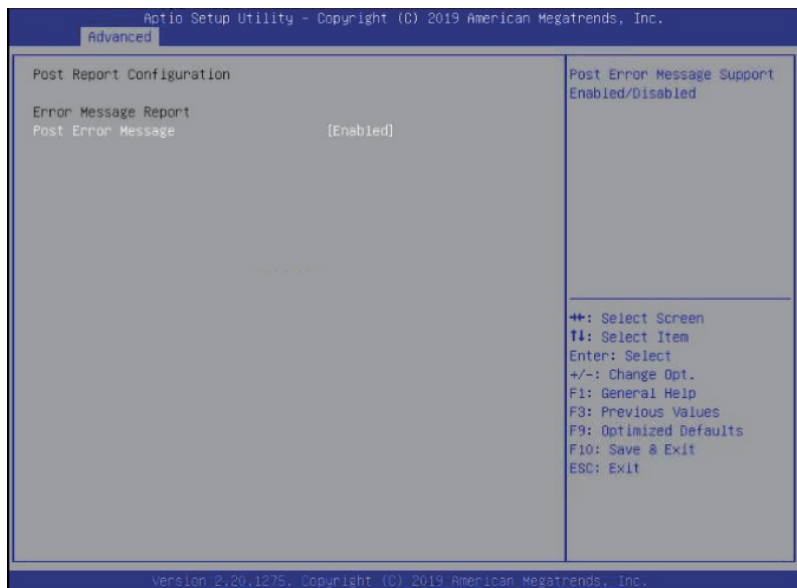 Aptio Setup Utility - Copyright (C) 2019 American Megatrends, Inc.
Advanced
Post Report Configuration
Error Message Report
Post Error Message [Enabled]
Post Error Message Support
Enabled/Disabled
→←: Select Screen
↑↓: Select Item
Enter: Select
+/-: Change Opt.
F1: General Help
F3: Previous Values
F9: Optimized Defaults
F10: Save & Exit
ESC: Exit
Version 2.20.1275. Copyright (C) 2019 American Megatrends, Inc.